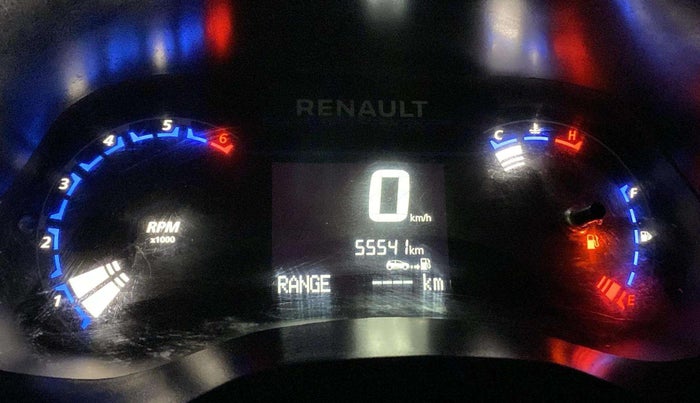 RENAULT
1
2
3
4
5
6
RPM
x1000
0 km/h
55541km
RANGE ---- km
C H
F
E